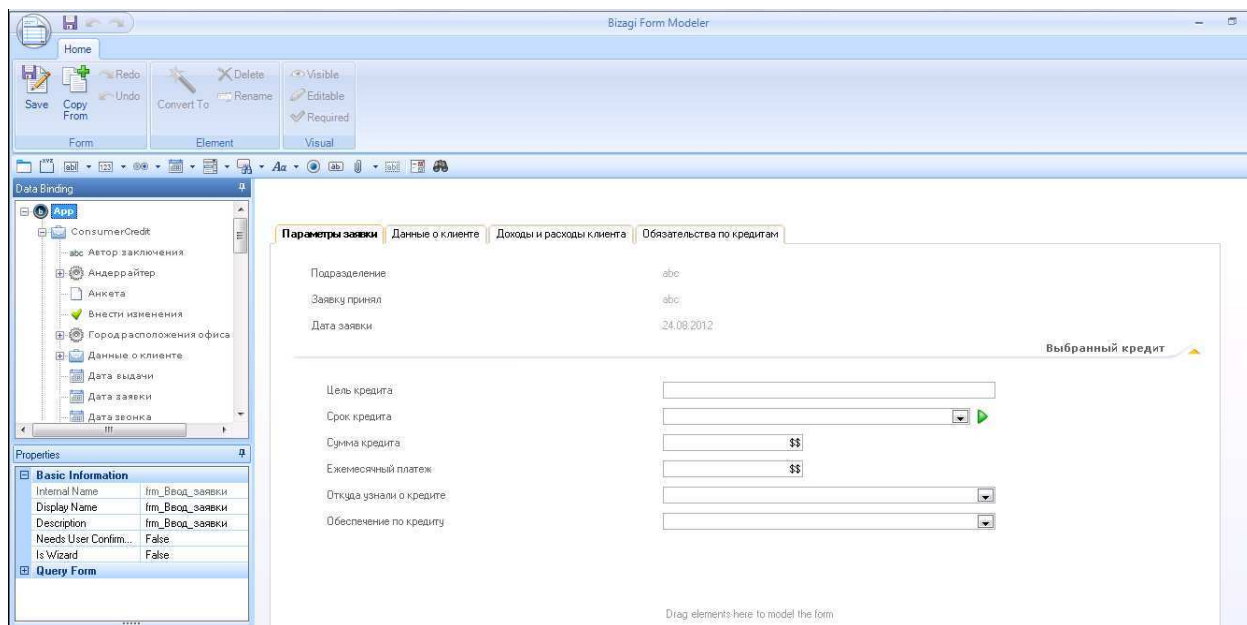 Bizagi Form Modeler
Home
Save
Copy From
Redo
Undo
Convert To
Delete
Rename
Visible
Editable
Required
Form
Element
Visual
Data Binding
App
ConsumerCredit
abc Автор заключения
Андеррайтер
Анкета
Внести изменения
Город расположения офиса
Данные о клиенте
Дата выдачи
Дата заявки
Дата звонка
Properties
Basic Information
Internal Name frm_Ввод_заявки
Display Name frm_Ввод_заявки
Description frm_Ввод_заявки
Needs User Confirm... False
Is Wizard False
Query Form
Параметры заявки Данные о клиенте Доходы и расходы клиента Обязательства по кредитам
Подразделение abc
Заявку принял abc
Дата заявки 24.08.2012
Выбранный кредит
Цель кредита
Срок кредита
Сумма кредита $$
Ежемесячный платеж $$
Откуда узнали о кредите
Обеспечение по кредиту
Drag elements here to model the form